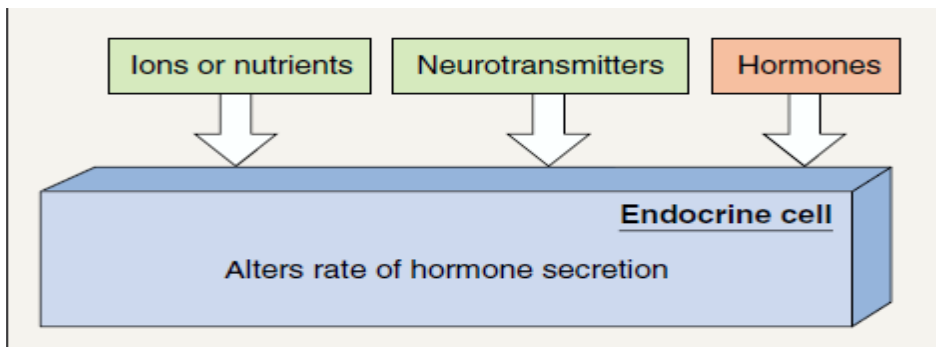 Ions or nutrients
Neurotransmitters
Hormones
Endocrine cell
Alters rate of hormone secretion